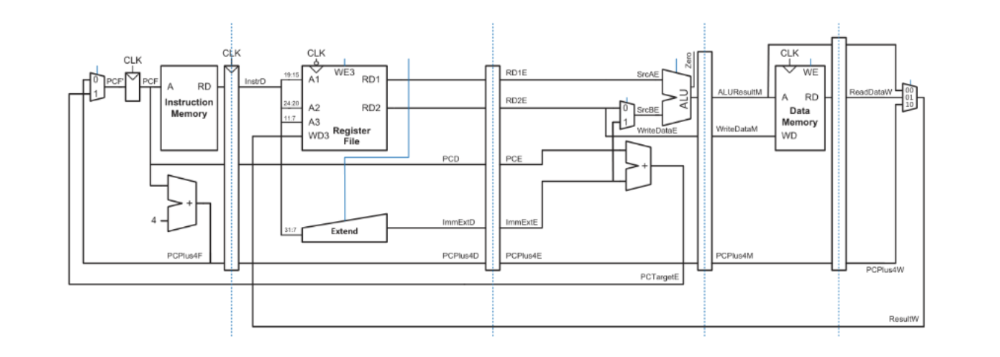 CLK
CLK
CLK
CLK
0
1
PCF'
PCF
A
RD
Instruction
Memory
InstrD
19:15
24:20
11:7
31:7
A1
A2
A3
WD3
WE3
RD1
RD2
Register
File
RD1E
RD2E
SrcAE
SrcBE
0
1
ALU
Zero
WriteDataE
ALUResultM
WriteDataM
A
RD
WE
Data
Memory
WD
ReadDataW
00
01
10
PCD
PCE
+
4
+
Extend
ImmExtD
ImmExtE
PCPlus4F
PCPlus4D
PCPlus4E
PCPlus4M
PCPlus4W
PCTargetE
ResultW